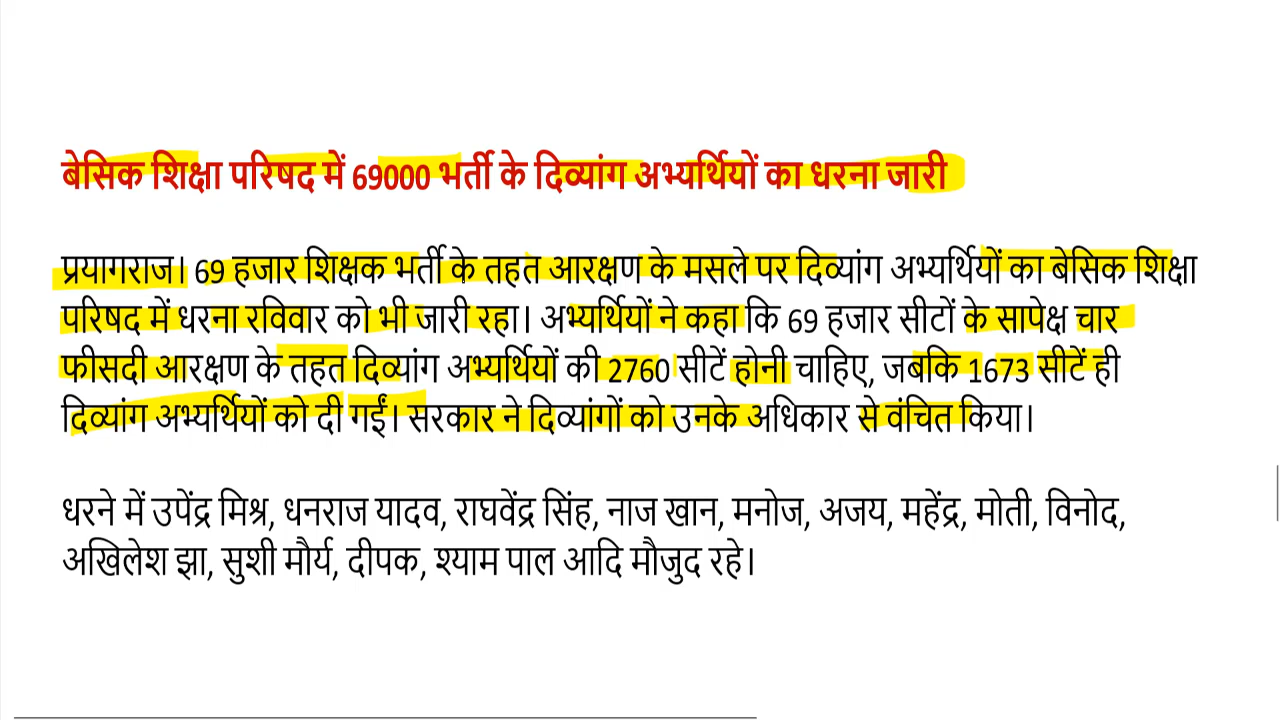 बेसिक शिक्षा परिषद में 69000 भर्ती के दिव्यांग अभ्यर्थियों का धरना जारी
प्रयागराज। 69 हजार शिक्षक भर्ती के तहत आरक्षण के मसले पर दिव्यांग अभ्यर्थियों का बेसिक शिक्षा
परिषद में धरना रविवार को भी जारी रहा। अभ्यर्थियों ने कहा कि 69 हजार सीटों के सापेक्ष चार
फीसदी आरक्षण के तहत दिव्यांग अभ्यर्थियों की 2760 सीटें होनी चाहिए, जबकि 1673 सीटें ही
दिव्यांग अभ्यर्थियों को दी गईं। सरकार ने दिव्यांगों को उनके अधिकार से वंचित किया।
धरने में उपेंद्र मिश्र, धनराज यादव, राघवेंद्र सिंह, नाज खान, मनोज, अजय, महेंद्र, मोती, विनोद,
अखिलेश झा, सुशी मौर्य, दीपक, श्याम पाल आदि मौजुद रहे।